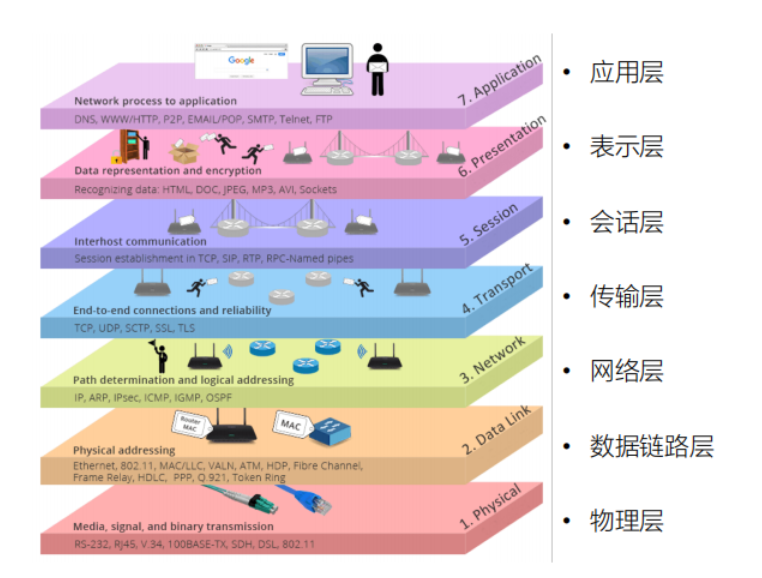 Google
7. Application
Network process to application
DNS, WWW/HTTP, P2P, EMAIL/POP, SMTP, Telnet, FTP
• 应用层
6. Presentation
Data representation and encryption
Recognizing data: HTML, DOC, JPEG, MP3, AVI, Sockets
• 表示层
5. Session
Interhost communication
Session establishment in TCP, SIP, RTP, RPC-Named pipes
• 会话层
4. Transport
End-to-end connections and reliability
TCP, UDP, SCTP, SSL, TLS
• 传输层
3. Network
Path determination and logical addressing
IP, ARP, IPsec, ICMP, IGMP, OSPF
• 网络层
Router
MAC
MAC
2. Data Link
Physical addressing
Ethernet, 802.11, MAC/LLC, VALN, ATM, HDP, Fibre Channel,
Frame Relay, HDLC, PPP, Q.921, Token Ring
• 数据链路层
1. Physical
Media, signal, and binary transmission
RS-232, RJ45, V.34, 100BASE-TX, SDH, DSL, 802.11
• 物理层